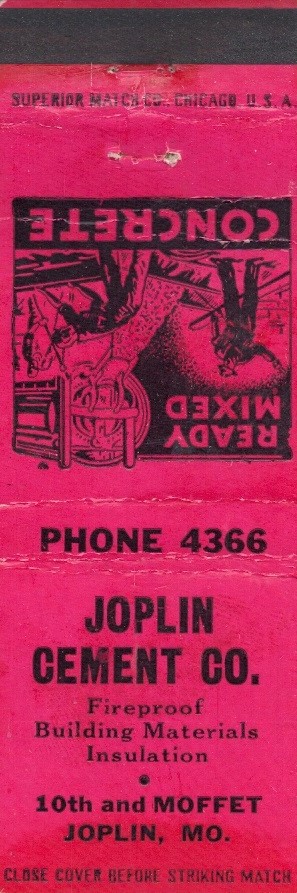 SUPERIOR MATCH CO., CHICAGO U.S.A.
READY
MIXED
CONCRETE
PHONE 4366
JOPLIN
CEMENT CO.
Fireproof
Building Materials
Insulation
•
10th and MOFFET
JOPLIN, MO.
CLOSE COVER BEFORE STRIKING MATCH